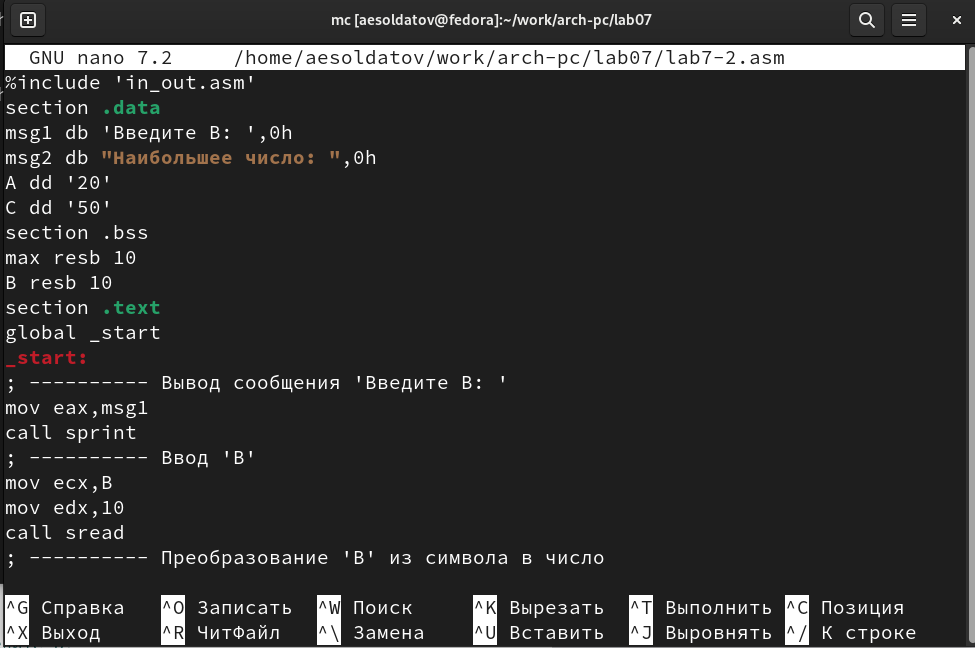 mc [aesoldatov@fedora]:~/work/arch-pc/lab07
GNU nano 7.2 /home/aesoldatov/work/arch-pc/lab07/lab7-2.asm
%include 'in_out.asm'
section .data
msg1 db 'Введите B: ',0h
msg2 db "Наибольшее число: ",0h
A dd '20'
C dd '50'
section .bss
max resb 10
B resb 10
section .text
global _start
_start:
; ---------- Вывод сообщения 'Введите B: '
mov eax,msg1
call sprint
; ---------- Ввод 'B'
mov ecx,B
mov edx,10
call sread
; ---------- Преобразование 'B' из символа в число
^G Справка ^O Записать ^W Поиск ^K Вырезать ^T Выполнить ^C Позиция
^X Выход ^R ЧитФайл ^\ Замена ^U Вставить ^J Выровнять ^/ К строке